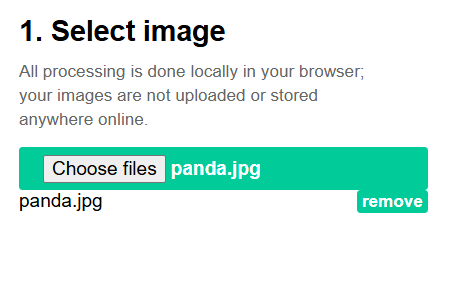 1. Select image
All processing is done locally in your browser;
your images are not uploaded or stored
anywhere online.
Choose files panda.jpg
panda.jpg remove